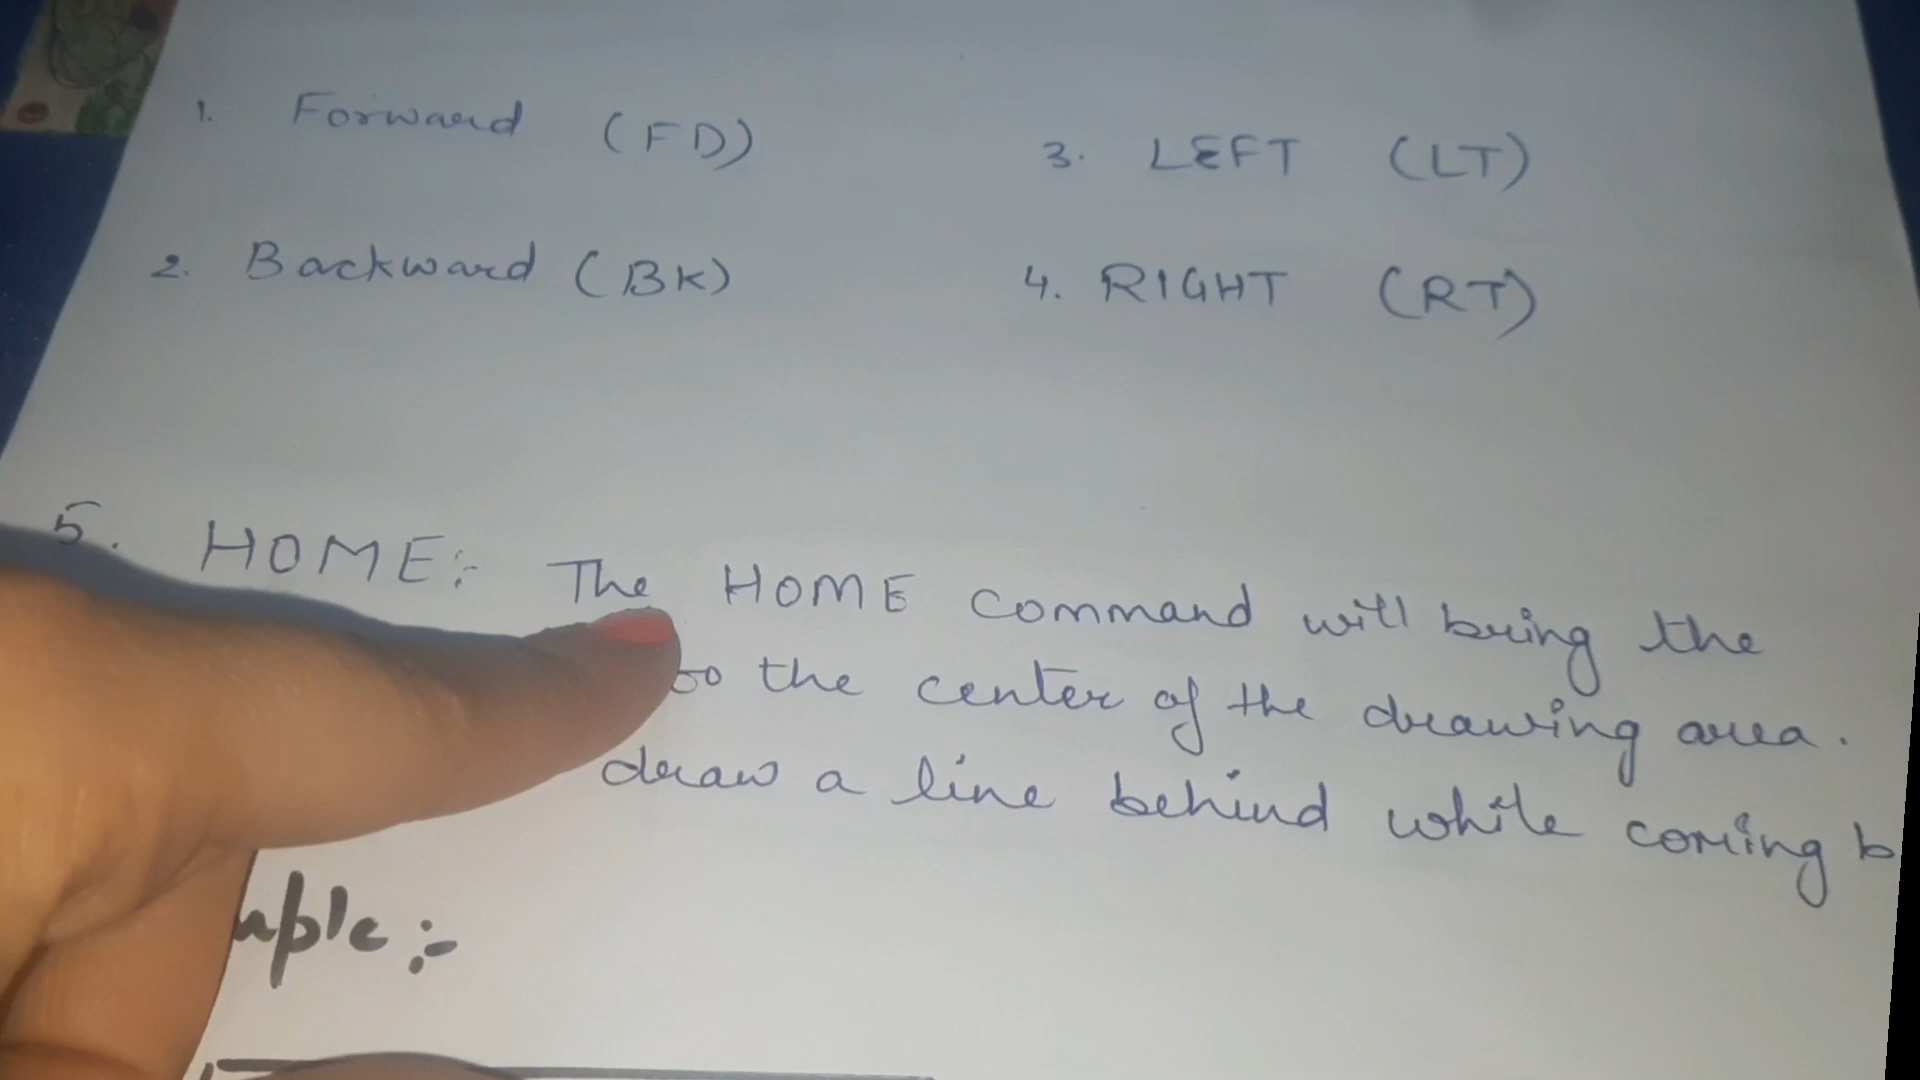 1. Forward (FD)
3. LEFT (LT)
2. Backward (BK)
4. RIGHT (RT)
5. HOME:- The HOME command will bring the
to the center of the drawing area.
draw a line behind while coming